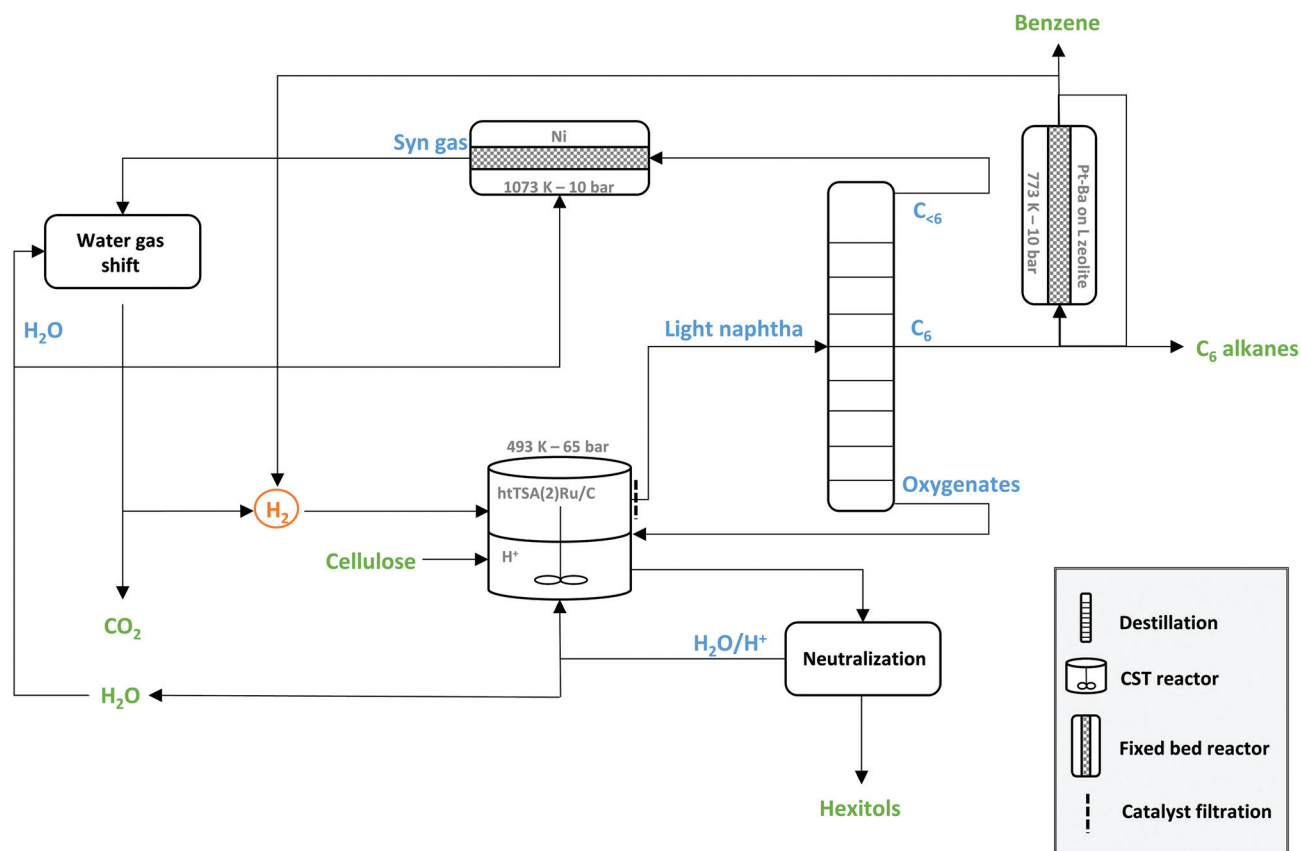 Benzene
Syn gas
Ni
1073 K – 10 bar
Pt-Ba on L zeolite
773 K – 10 bar
C<6
Water gas
shift
H2O
Light naphtha
C6
C6 alkanes
493 K – 65 bar
htTSA(2)Ru/C
Oxygenates
H2
Cellulose
H+
CO2
H2O/H+
Neutralization
H2O
Hexitols
Destillation
CST reactor
Fixed bed reactor
Catalyst filtration